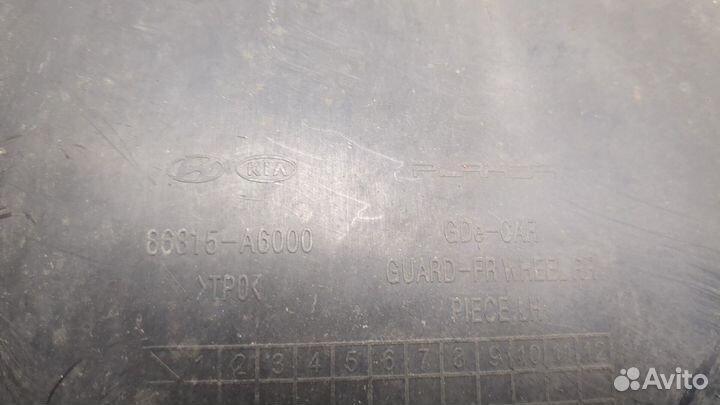 KIA
86815-A6000
GDe-CAR
>TPO<
GUARD-FR WHEEL RR
PIECE LH
1 2 3 4 5 6 7 8 9 10 11 12
Avito